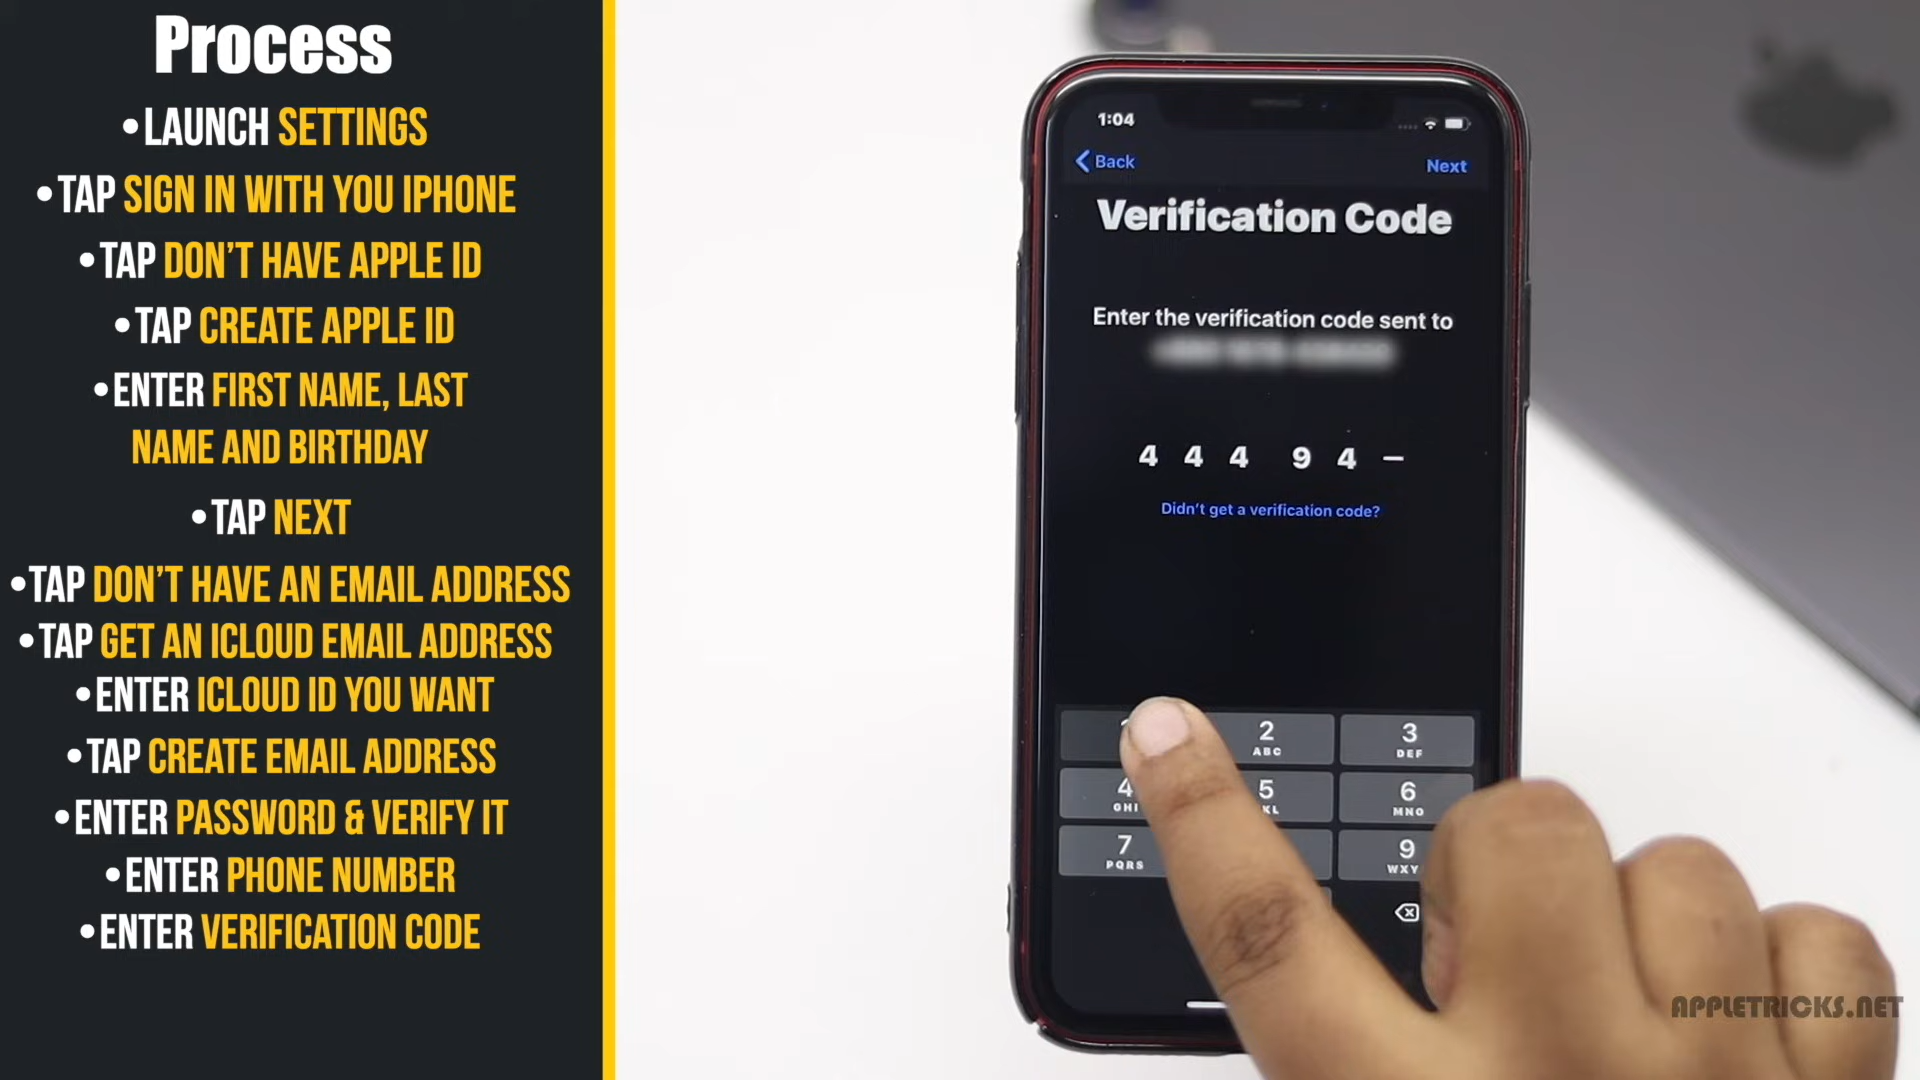 Process
•LAUNCH SETTINGS
•TAP SIGN IN WITH YOU IPHONE
•TAP DON'T HAVE APPLE ID
•TAP CREATE APPLE ID
•ENTER FIRST NAME, LAST
NAME AND BIRTHDAY
•TAP NEXT
•TAP DON'T HAVE AN EMAIL ADDRESS
•TAP GET AN ICLOUD EMAIL ADDRESS
•ENTER ICLOUD ID YOU WANT
•TAP CREATE EMAIL ADDRESS
•ENTER PASSWORD & VERIFY IT
•ENTER PHONE NUMBER
•ENTER VERIFICATION CODE
1:04
Back Next
Verification Code
Enter the verification code sent to
4 4 4 9 4 –
Didn't get a verification code?
2 3
ABC DEF
4 5 6
GHI KL MNO
7 9
PQRS WXY
APPLETRICKS.NET